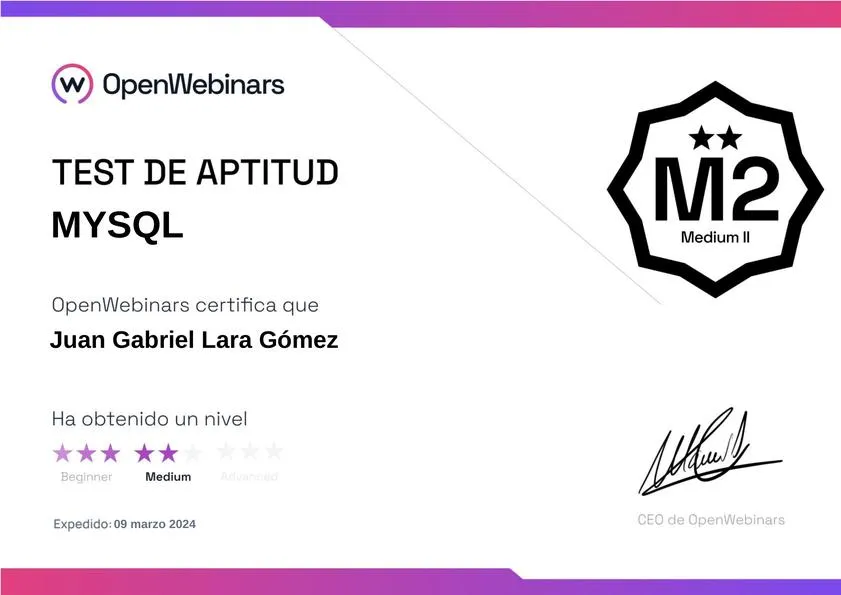 OpenWebinars
TEST DE APTITUD
MYSQL
M2
Medium II
OpenWebinars certifica que
Juan Gabriel Lara Gómez
Ha obtenido un nivel
Beginner Medium Advanced
Expedido: 09 marzo 2024
CEO de OpenWebinars